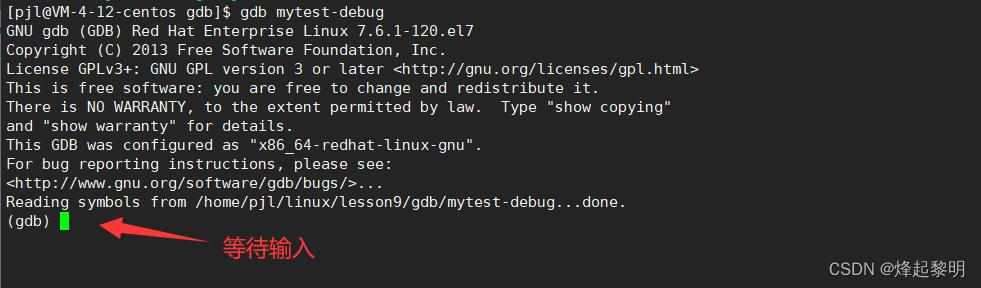 [pjl@VM-4-12-centos gdb]$ gdb mytest-debug
GNU gdb (GDB) Red Hat Enterprise Linux 7.6.1-120.el7
Copyright (C) 2013 Free Software Foundation, Inc.
License GPLv3+: GNU GPL version 3 or later <http://gnu.org/licenses/gpl.html>
This is free software: you are free to change and redistribute it.
There is NO WARRANTY, to the extent permitted by law.  Type "show copying"
and "show warranty" for details.
This GDB was configured as "x86_64-redhat-linux-gnu".
For bug reporting instructions, please see:
<http://www.gnu.org/software/gdb/bugs/>...
Reading symbols from /home/pjl/linux/lesson9/gdb/mytest-debug...done.
(gdb)
等待输入
CSDN @烽起黎明